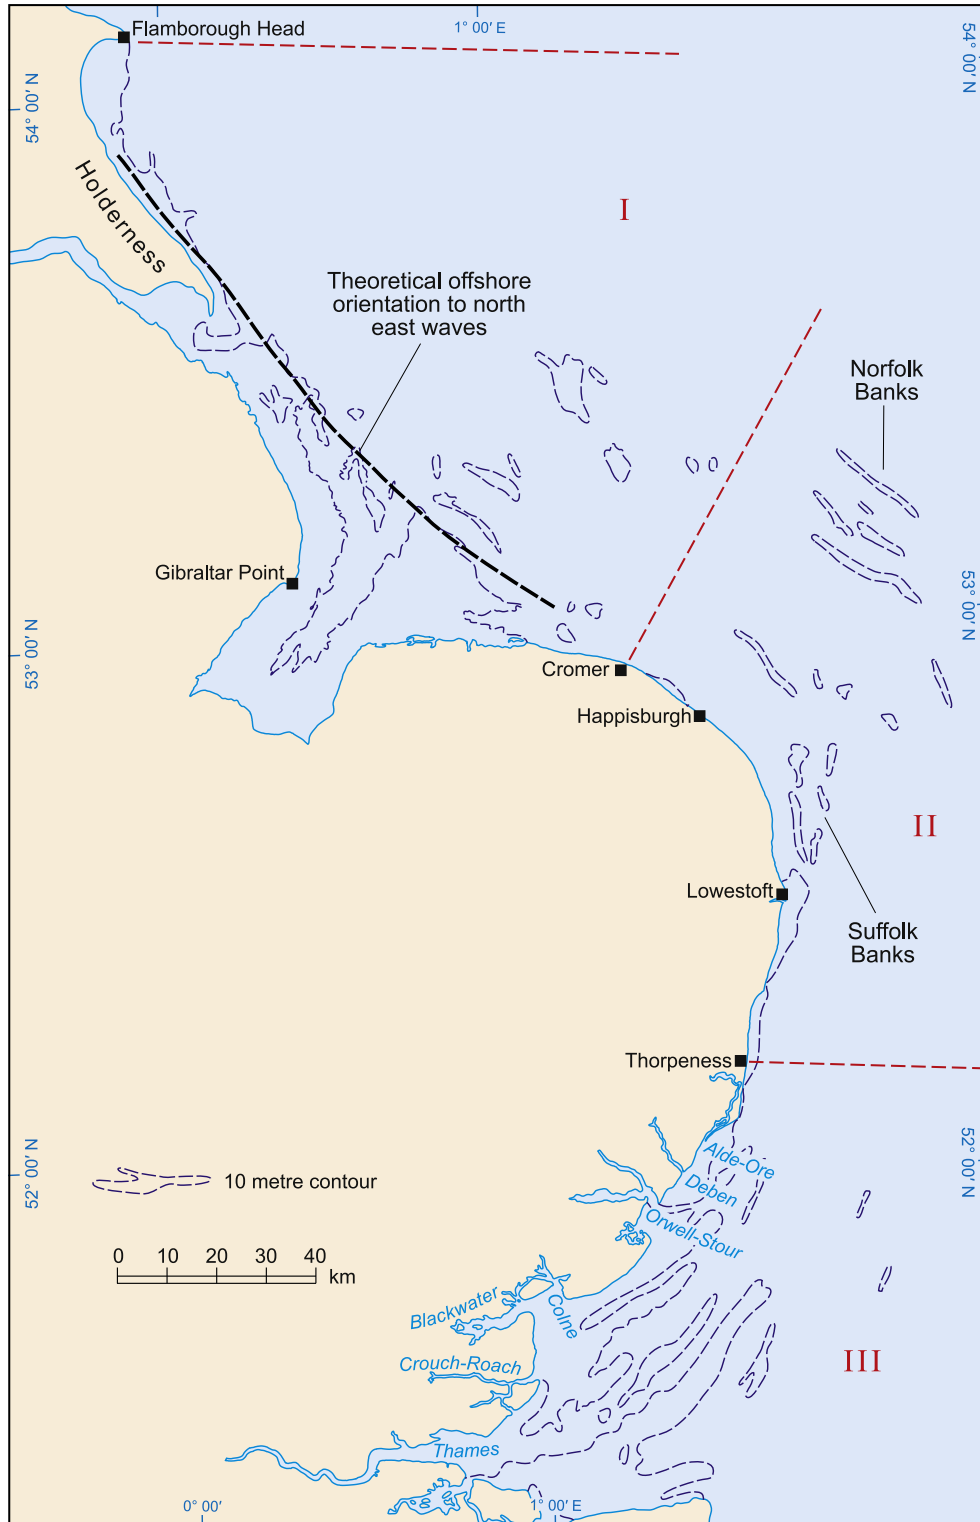 Flamborough Head
1° 00′ E
54° 00′ N
54° 00′ N
Holderness
I
Theoretical offshore
orientation to north
east waves
Norfolk
Banks
Gibraltar Point
53° 00′ N
53° 00′ N
Cromer
Happisburgh
II
Lowestoft
Suffolk
Banks
Thorpeness
52° 00′ N
52° 00′ N
Alde-Ore
Deben
Orwell-Stour
10 metre contour
0 10 20 30 40
km
Blackwater
Colne
Crouch-Roach
III
Thames
0° 00′
1° 00′ E